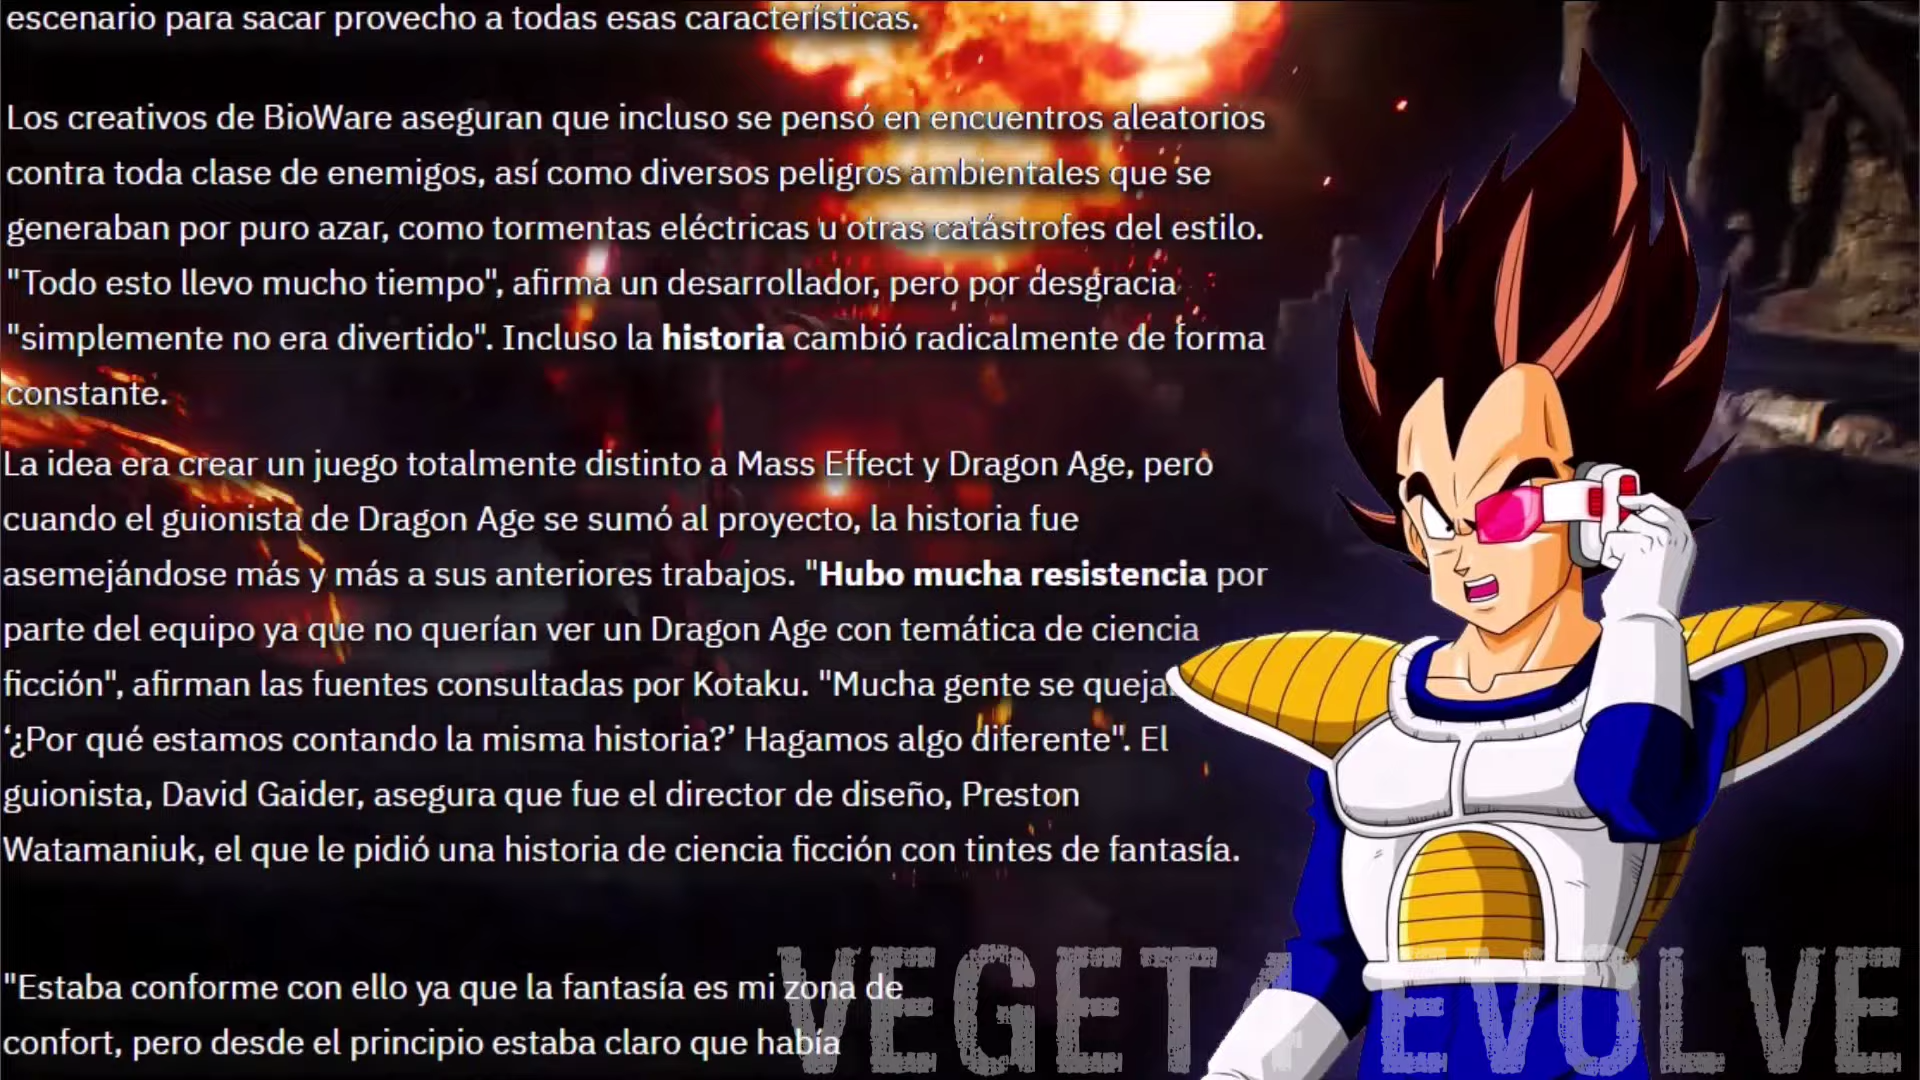 escenario para sacar provecho a todas esas características.
Los creativos de BioWare aseguran que incluso se pensó en encuentros aleatorios
contra toda clase de enemigos, así como diversos peligros ambientales que se
generaban por puro azar, como tormentas eléctricas u otras catástrofes del estilo.
"Todo esto llevo mucho tiempo", afirma un desarrollador, pero por desgracia
"simplemente no era divertido". Incluso la historia cambió radicalmente de forma
constante.
La idea era crear un juego totalmente distinto a Mass Effect y Dragon Age, pero
cuando el guionista de Dragon Age se sumó al proyecto, la historia fue
asemejándose más y más a sus anteriores trabajos. "Hubo mucha resistencia por
parte del equipo ya que no querían ver un Dragon Age con temática de ciencia
ficción", afirman las fuentes consultadas por Kotaku. "Mucha gente se
‘¿Por qué estamos contando la misma historia?’ Hagamos algo diferente". El
guionista, David Gaider, asegura que fue el director de diseño, Preston
Watamaniuk, el que le pidió una historia de ciencia ficción con tintes de fantasía.
"Estaba conforme con ello ya que la fantasía es mi zona de
confort, pero desde el principio estaba claro que había
VEGET4 EVOLVE